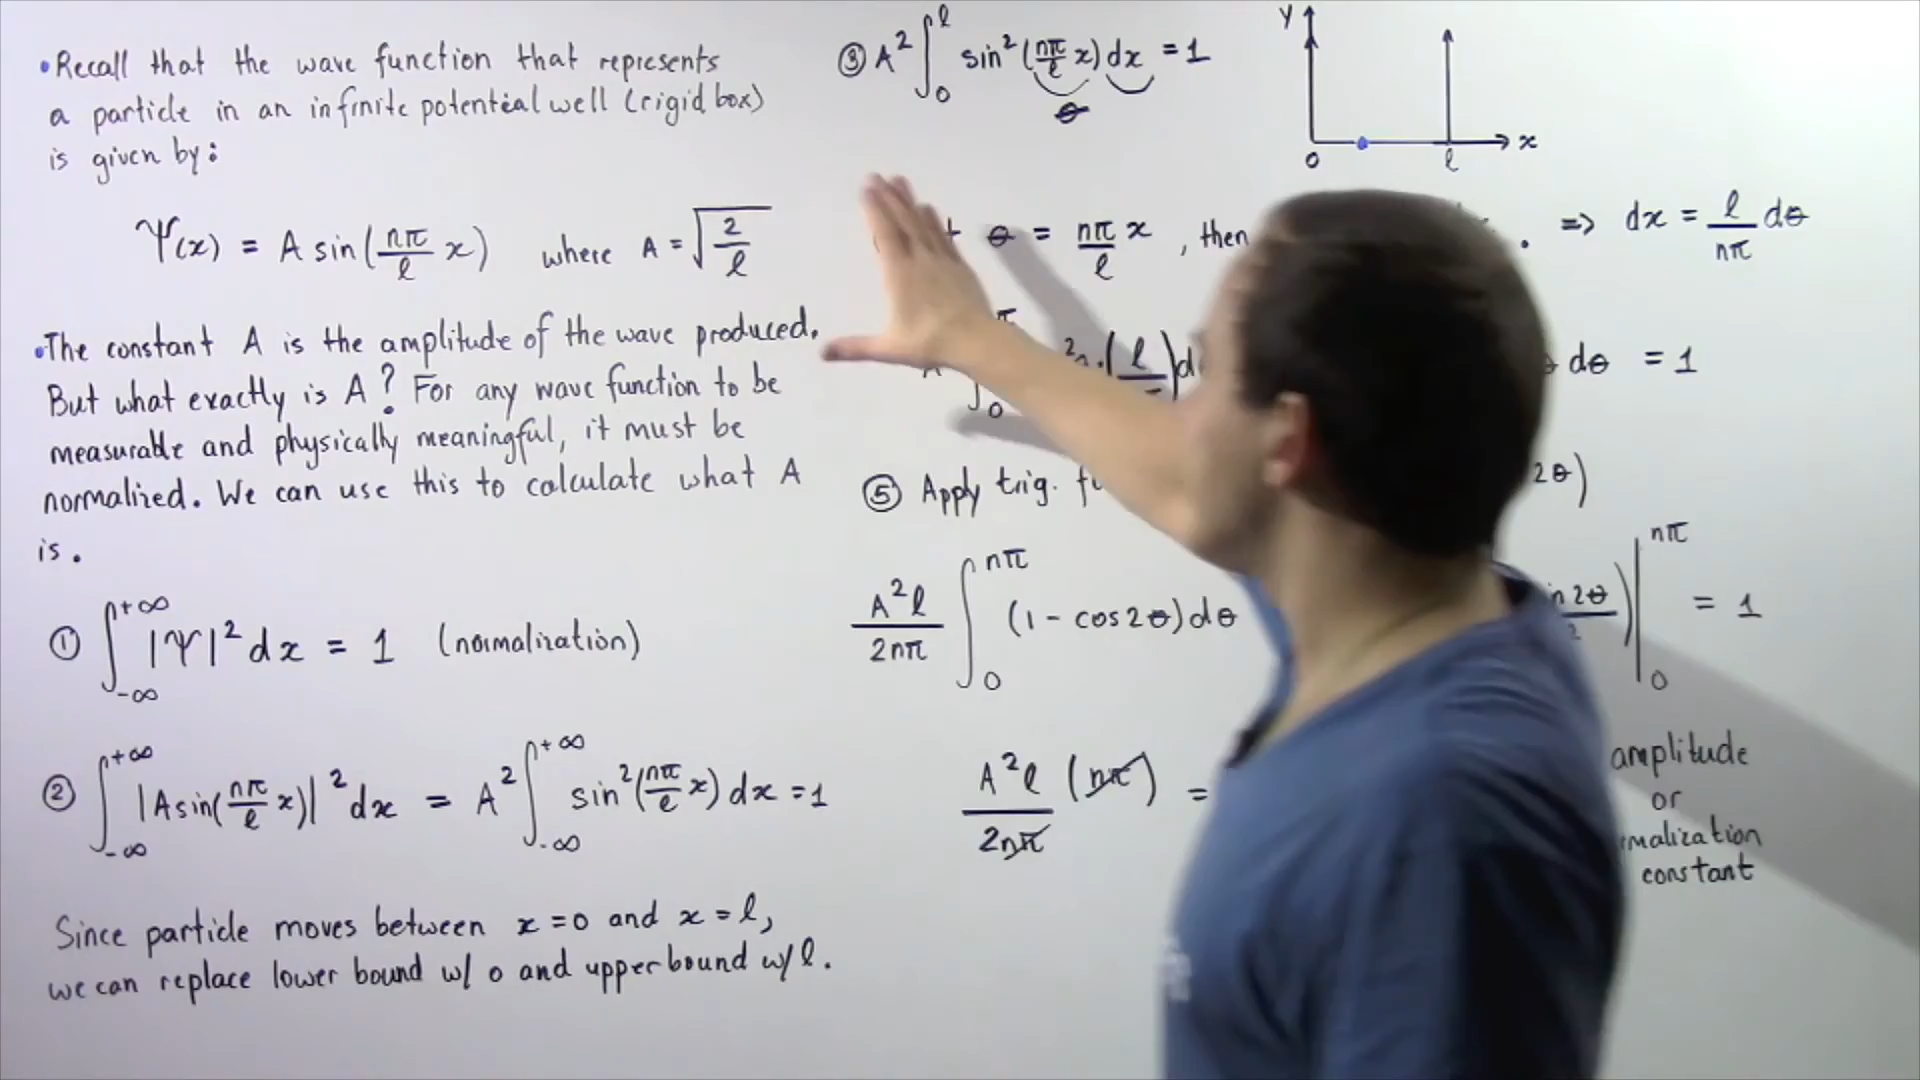 • Recall that the wave function that represents
a particle in an infinite potential well (rigid box)
is given by:
Ψ(x) = A sin(nπ/l x) where A = √(2/l)
• The constant A is the amplitude of the wave produced.
But what exactly is A? For any wave function to be
measurable and physically meaningful, it must be
normalized. We can use this to calculate what A
is.
① ∫_{-∞}^{+∞} |Ψ|² dx = 1 (normalization)
② ∫_{-∞}^{+∞} |A sin(nπ/l x)|² dx = A² ∫_{-∞}^{+∞} sin²(nπ/l x) dx = 1
Since particle moves between x = 0 and x = l,
we can replace lower bound w/ 0 and upper bound w/ l.
③ A² ∫_0^l sin²(nπ/l x) dx = 1
θ
Y
0 l x
θ = nπ/l x, then ⇒ dx = l/nπ dθ
dθ = 1
⑤ Apply trig. 2θ)
A²l/2nπ ∫_0^{nπ} (1 - cos2θ) dθ 2θ/2)|_0^{nπ} = 1
A²l/2nπ (nπ) =
amplitude
or
constant